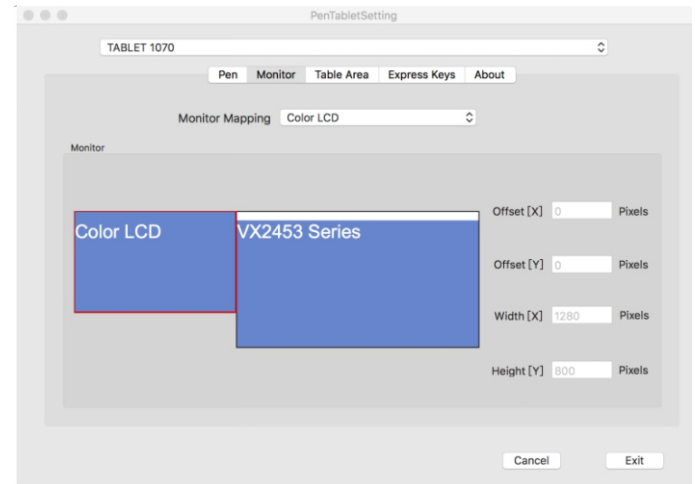 PenTabletSetting
TABLET 1070
Pen Monitor Table Area Express Keys About
Monitor Mapping Color LCD
Monitor
Color LCD VX2453 Series
Offset [X] 0 Pixels
Offset [Y] 0 Pixels
Width [X] 1280 Pixels
Height [Y] 800 Pixels
Cancel Exit